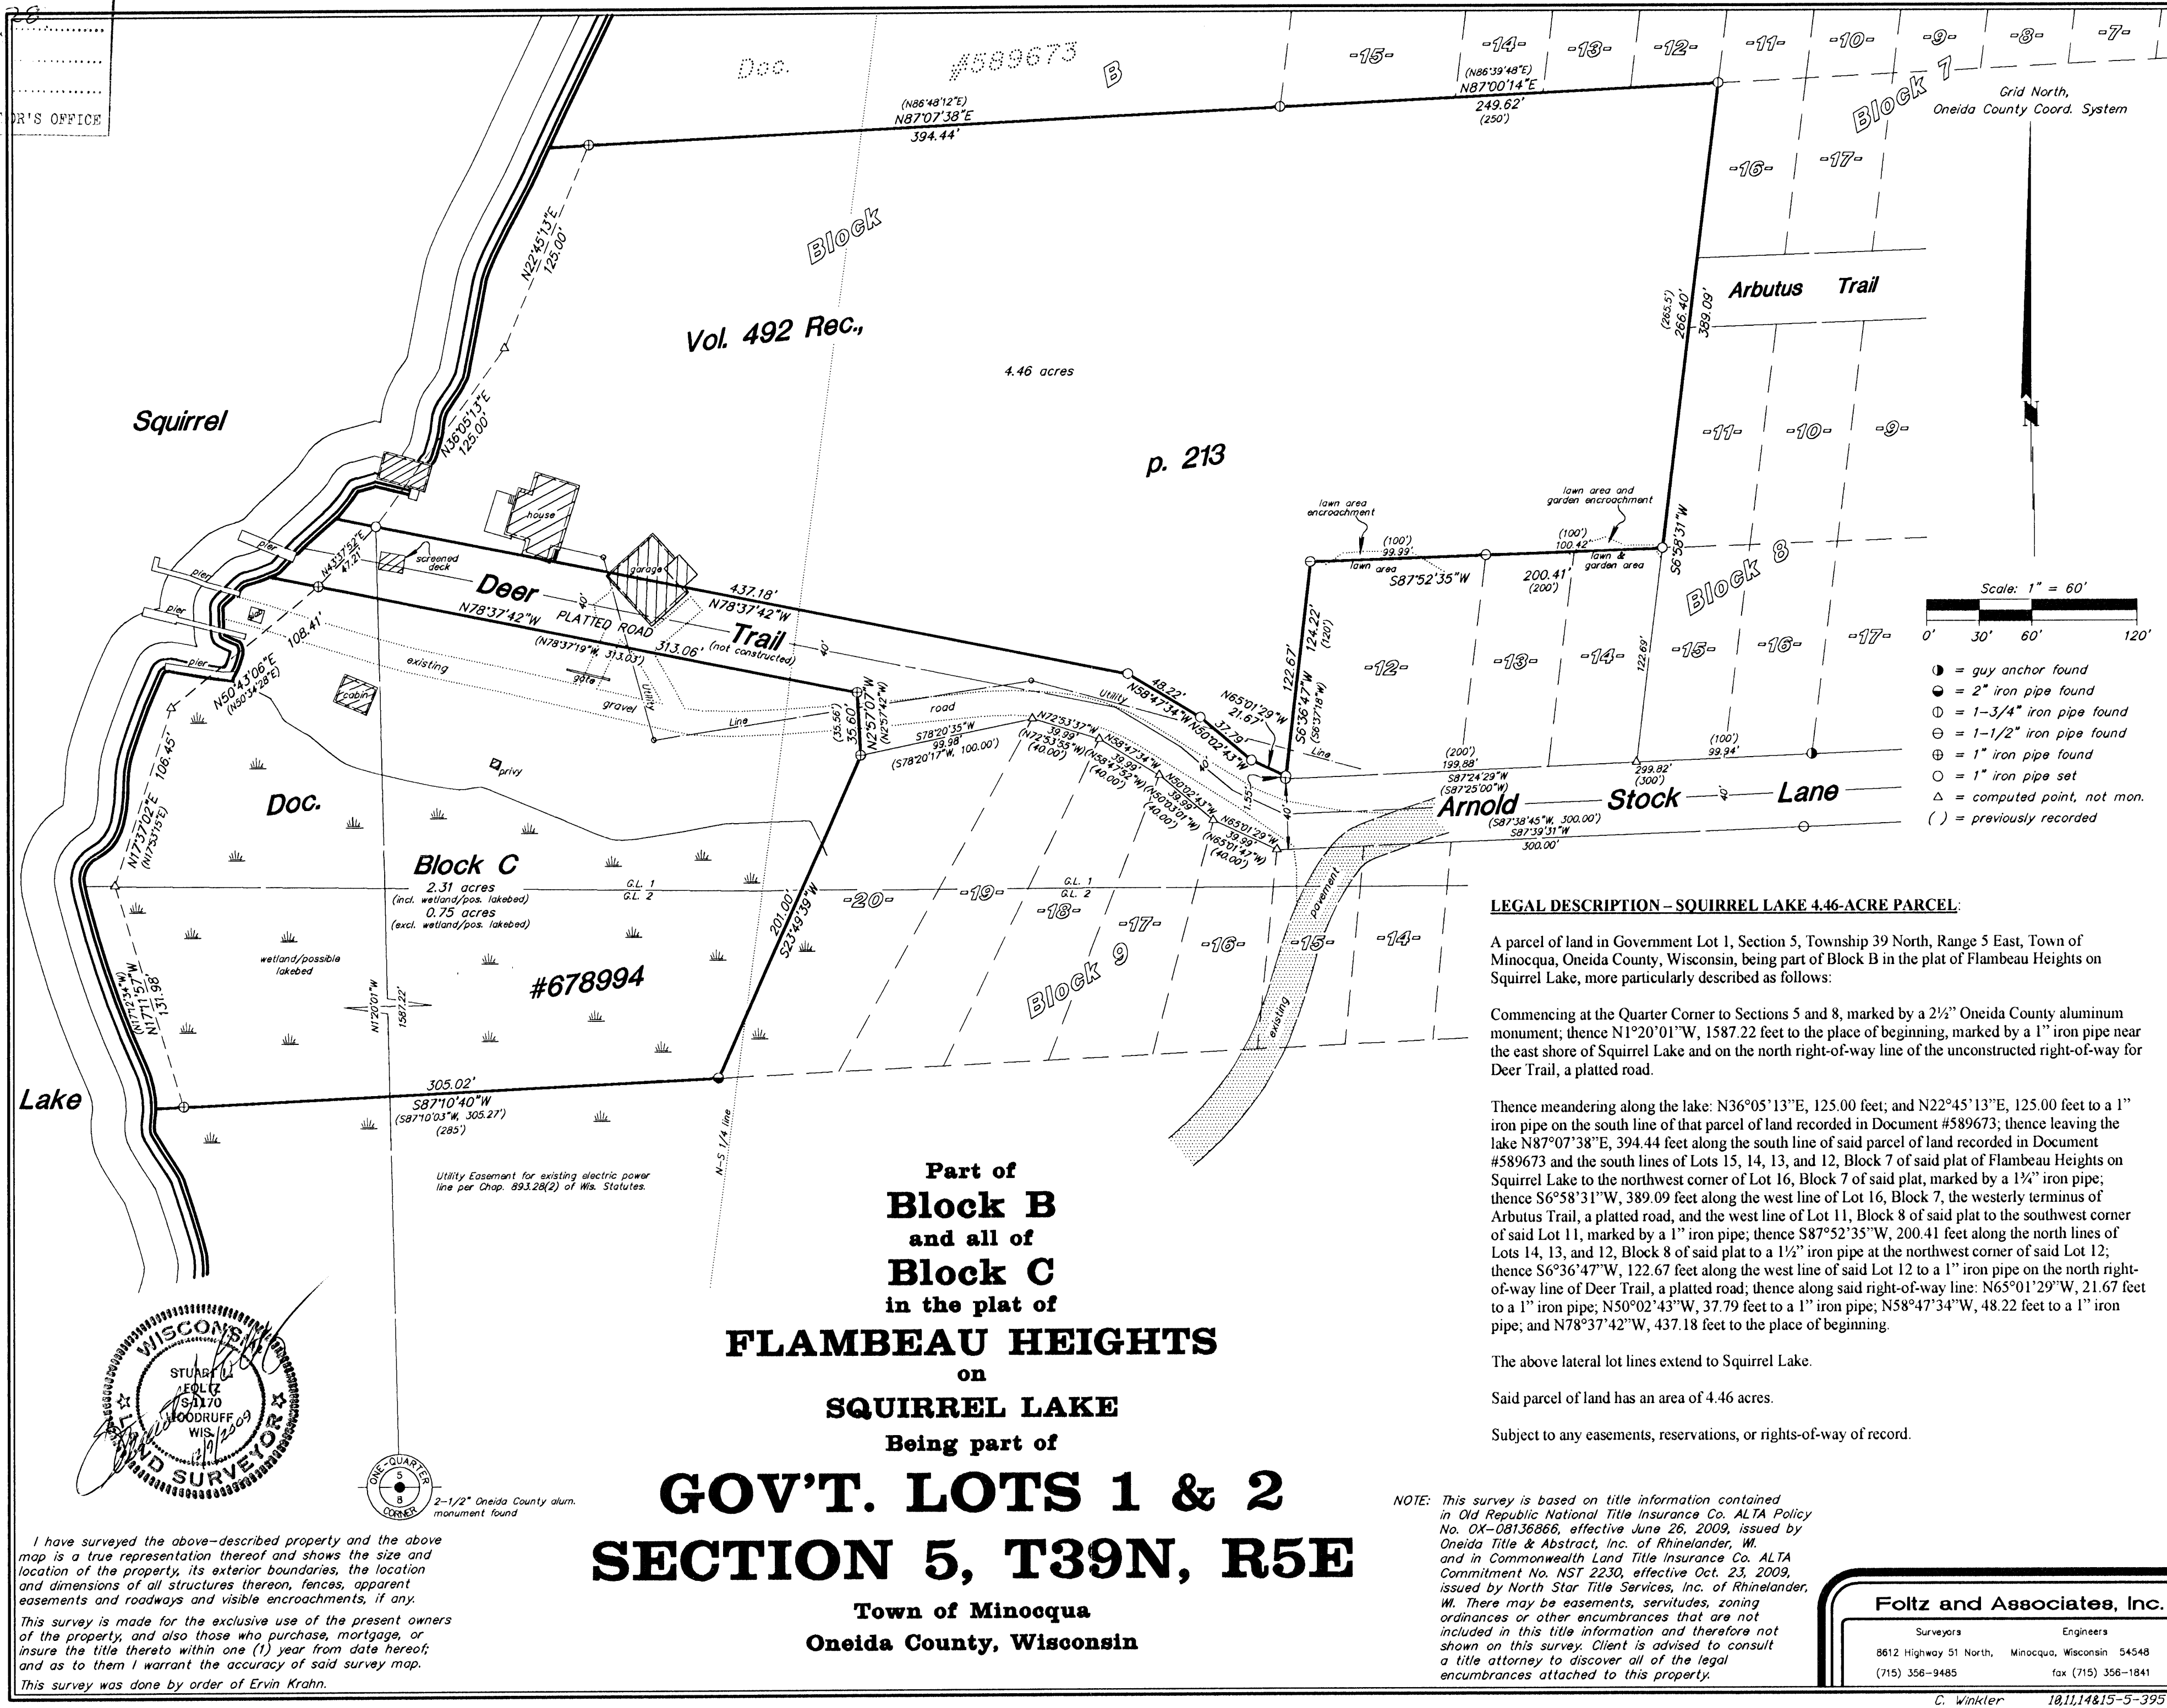 28
OR'S OFFICE
Doc. #589673 B
-15-
-14-
-13-
-12-
-11-
-10-
-9-
-8-
-7-
(N86°39'48"E)
N87°00'14"E
249.62'
(250')
(N86°48'12"E)
N87°07'38"E
394.44'
Block 7
Grid North,
Oneida County Coord. System
N
-16-
-17-
N22°45'13"E
125.00'
Block
Vol. 492 Rec.,
4.46 acres
p. 213
(265.5')
266.40'
389.09'
Arbutus Trail
Squirrel
N36°05'13"E
125.00'
-11-
-10-
-9-
house
pier
pier
pier
pier
N43°37'52"E
47.21'
screened
deck
garage
Deer
Trail
(not constructed)
PLATTED ROAD
437.18'
N78°37'42"W
N78°37'42"W
(N78°37'19"W, 313.03')
313.06'
40'
40'
lawn area
encroachment
lawn area and
garden encroachment
(100')
99.99'
lawn area
(100')
100.42'
lawn &
garden area
S87°52'35"W
200.41'
(200')
S6°58'31"W
Block 8
-12-
-13-
-14-
-15-
-16-
-17-
122.69'
122.67'
124.22'
(120')
S6°36'47"W
(S6°37'18"W)
Scale: 1" = 60'
0' 30' 60' 120'
= guy anchor found
= 2" iron pipe found
= 1-3/4" iron pipe found
= 1-1/2" iron pipe found
= 1" iron pipe found
= 1" iron pipe set
= computed point, not mon.
( ) = previously recorded
108.41'
N50°43'06"E
(N50°34'28"E)
existing
gravel
road
gate
cabin
Utility
Line
Utility
Line
privy
(35.56')
35.60'
N2°57'07"W
(N2°57'42"W)
S78°20'35"W
99.98'
(S78°20'17"W, 100.00')
48.22'
N58°47'34"W
37.79'
N50°02'43"W
N65°01'29"W
21.67'
N72°53'37"W
39.99'
(N72°53'55"W)
(40.00')
N58°47'34"W
39.99'
(N58°47'52"W)
(40.00')
N50°02'43"W
39.99'
(N50°03'01"W)
(40.00')
N65°01'29"W
39.99'
(N65°01'47"W)
(40.00')
1.55'
40'
40'
(200')
199.88'
S87°24'29"W
(S87°25'00"W)
299.82'
(300')
(100')
99.94'
Arnold Stock Lane
40'
(S87°38'45"W, 300.00')
S87°39'31"W
300.00'
106.45'
N17°37'02"E
(N17°53'15"E)
Doc.
Block C
2.31 acres
(incl. wetland/pos. lakebed)
0.75 acres
(excl. wetland/pos. lakebed)
G.L. 1
G.L. 2
G.L. 1
G.L. 2
wetland/possible
lakebed
#678994
201.00'
S23°49'39"W
-20-
-19-
-18-
-17-
-16-
-15-
-14-
Block 9
existing
pavement
(N17°12'34"W)
N17°11'57"W
131.98'
N1°20'01"W
1587.22'
Lake
305.02'
S87°10'40"W
(S87°10'03"W, 305.27')
(285')
N-S 1/4 line
Utility Easement for existing electric power
line per Chap. 893.28(2) of Wis. Statutes.
LEGAL DESCRIPTION – SQUIRREL LAKE 4.46-ACRE PARCEL:
A parcel of land in Government Lot 1, Section 5, Township 39 North, Range 5 East, Town of
Minocqua, Oneida County, Wisconsin, being part of Block B in the plat of Flambeau Heights on
Squirrel Lake, more particularly described as follows:
Commencing at the Quarter Corner to Sections 5 and 8, marked by a 2½" Oneida County aluminum
monument; thence N1°20'01"W, 1587.22 feet to the place of beginning, marked by a 1" iron pipe near
the east shore of Squirrel Lake and on the north right-of-way line of the unconstructed right-of-way for
Deer Trail, a platted road.
Thence meandering along the lake: N36°05'13"E, 125.00 feet; and N22°45'13"E, 125.00 feet to a 1"
iron pipe on the south line of that parcel of land recorded in Document #589673; thence leaving the
lake N87°07'38"E, 394.44 feet along the south line of said parcel of land recorded in Document
#589673 and the south lines of Lots 15, 14, 13, and 12, Block 7 of said plat of Flambeau Heights on
Squirrel Lake to the northwest corner of Lot 16, Block 7 of said plat, marked by a 1¾" iron pipe;
thence S6°58'31"W, 389.09 feet along the west line of Lot 16, Block 7, the westerly terminus of
Arbutus Trail, a platted road, and the west line of Lot 11, Block 8 of said plat to the southwest corner
of said Lot 11, marked by a 1" iron pipe; thence S87°52'35"W, 200.41 feet along the north lines of
Lots 14, 13, and 12, Block 8 of said plat to a 1½" iron pipe at the northwest corner of said Lot 12;
thence S6°36'47"W, 122.67 feet along the west line of said Lot 12 to a 1" iron pipe on the north right-
of-way line of Deer Trail, a platted road; thence along said right-of-way line: N65°01'29"W, 21.67 feet
to a 1" iron pipe; N50°02'43"W, 37.79 feet to a 1" iron pipe; N58°47'34"W, 48.22 feet to a 1" iron
pipe; and N78°37'42"W, 437.18 feet to the place of beginning.
The above lateral lot lines extend to Squirrel Lake.
Said parcel of land has an area of 4.46 acres.
Subject to any easements, reservations, or rights-of-way of record.
Part of
Block B
and all of
Block C
in the plat of
FLAMBEAU HEIGHTS
on
SQUIRREL LAKE
Being part of
GOV'T. LOTS 1 & 2
SECTION 5, T39N, R5E
Town of Minocqua
Oneida County, Wisconsin
WISCONSIN
STUART L.
FOLTZ
S-1170
WOODRUFF
WIS.
LAND SURVEYOR
ONE-QUARTER
5
8
CORNER
2-1/2" Oneida County alum.
monument found
I have surveyed the above-described property and the above
map is a true representation thereof and shows the size and
location of the property, its exterior boundaries, the location
and dimensions of all structures thereon, fences, apparent
easements and roadways and visible encroachments, if any.
This survey is made for the exclusive use of the present owners
of the property, and also those who purchase, mortgage, or
insure the title thereto within one (1) year from date hereof;
and as to them I warrant the accuracy of said survey map.
This survey was done by order of Ervin Krahn.
NOTE: This survey is based on title information contained
in Old Republic National Title Insurance Co. ALTA Policy
No. OX-08136866, effective June 26, 2009, issued by
Oneida Title & Abstract, Inc. of Rhinelander, WI.
and in Commonwealth Land Title Insurance Co. ALTA
Commitment No. NST 2230, effective Oct. 23, 2009,
issued by North Star Title Services, Inc. of Rhinelander,
WI. There may be easements, servitudes, zoning
ordinances or other encumbrances that are not
included in this title information and therefore not
shown on this survey. Client is advised to consult
a title attorney to discover all of the legal
encumbrances attached to this property.
Foltz and Associates, Inc.
Surveyors Engineers
8612 Highway 51 North, Minocqua, Wisconsin 54548
(715) 356-9485 fax (715) 356-1841
C. Winkler 10,11,14&15-5-395